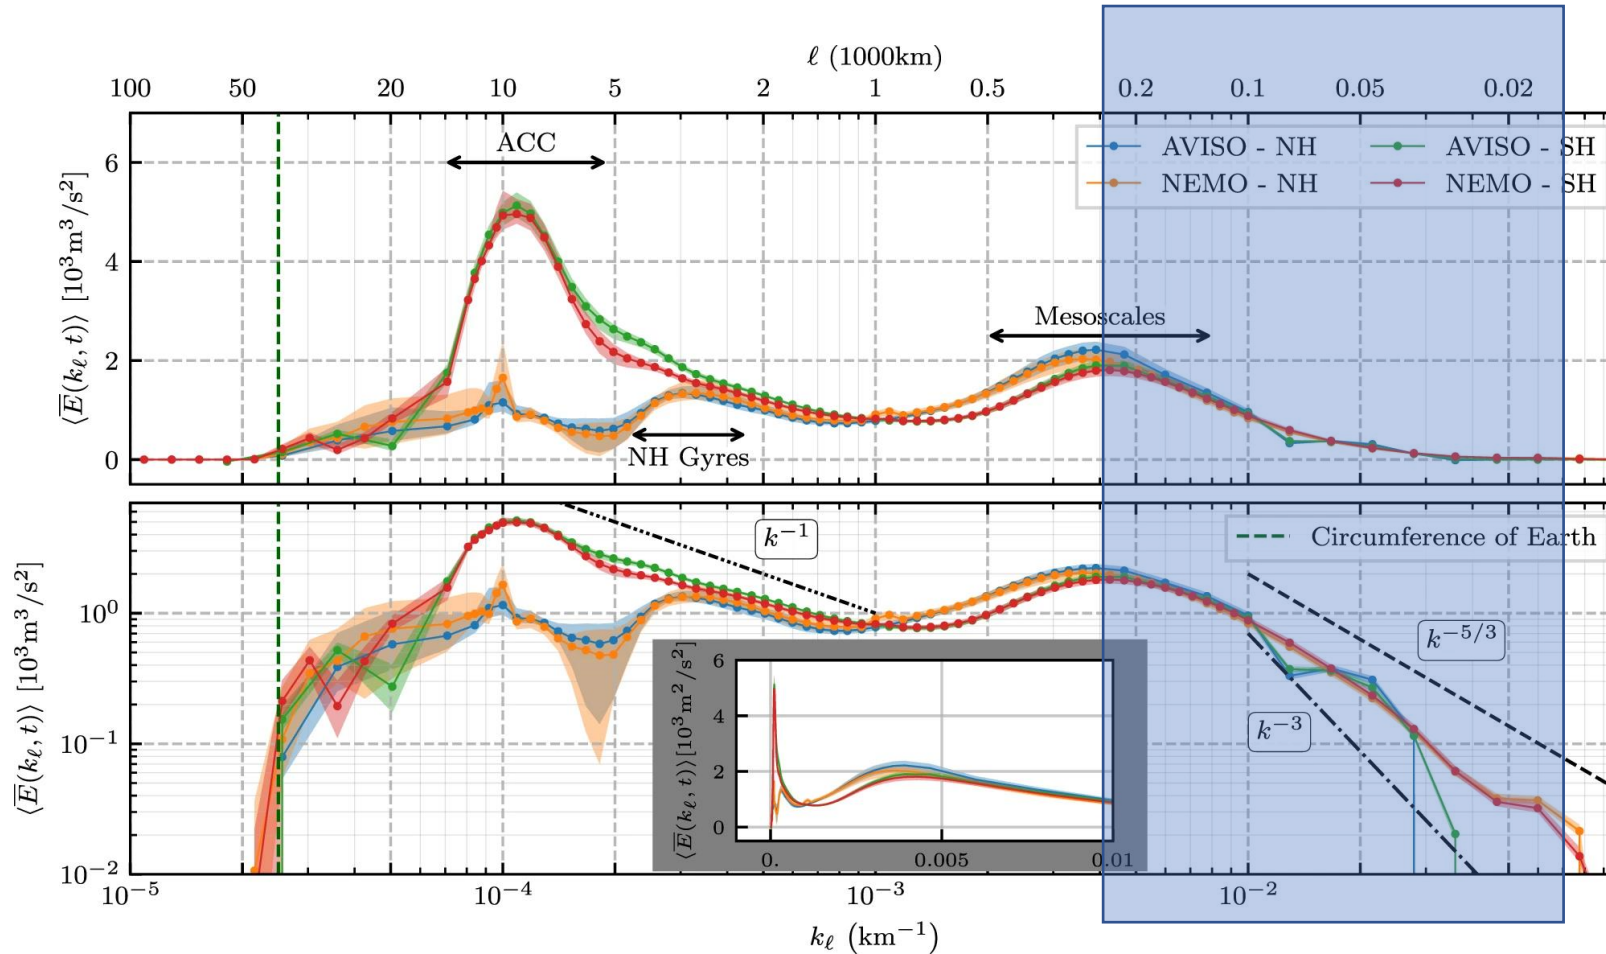 ℓ (1000km)
100 50 20 10 5 2 1 0.5 0.2 0.1 0.05 0.02
⟨E̅(kℓ, t)⟩ [10³m³/s²]
6
4
2
0
ACC
NH Gyres
Mesoscales
AVISO - NH
AVISO - SH
NEMO - NH
NEMO - SH
⟨E̅(kℓ, t)⟩ [10³m³/s²]
10⁰
10⁻¹
10⁻²
k⁻¹
Circumference of Earth
k⁻⁵/³
k⁻³
⟨E̅(kℓ, t)⟩ [10³m²/s²]
6
4
2
0
0. 0.005 0.01
10⁻⁵ 10⁻⁴ 10⁻³ 10⁻²
kℓ (km⁻¹)